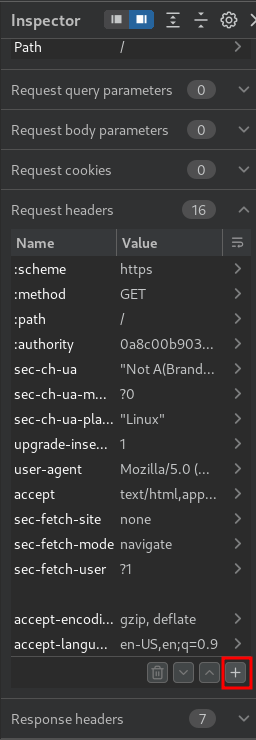 Inspector
Path /
Request query parameters 0
Request body parameters 0
Request cookies 0
Request headers 16
Name Value
:scheme https
:method GET
:path /
:authority 0a8c00b903...
sec-ch-ua "Not A(Brand...
sec-ch-ua-m... ?0
sec-ch-ua-pla... "Linux"
upgrade-inse... 1
user-agent Mozilla/5.0 (...
accept text/html,app...
sec-fetch-site none
sec-fetch-mode navigate
sec-fetch-user ?1
accept-encodi... gzip, deflate
accept-langu... en-US,en;q=0.9
Response headers 7